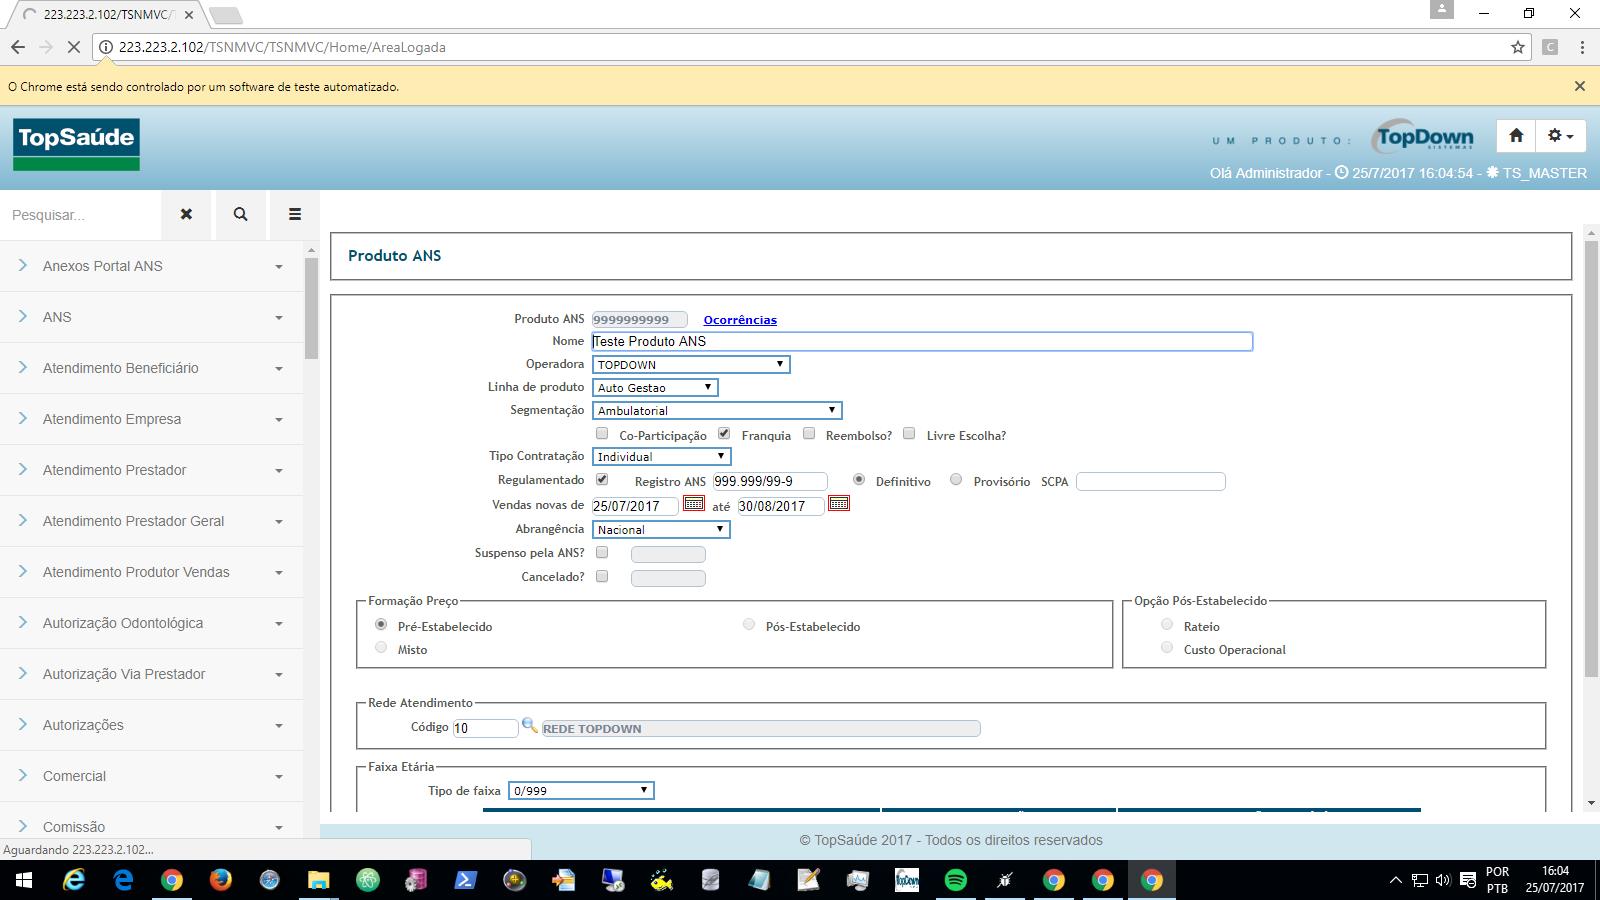 223.223.2.102/TSNMVC/T
223.223.2.102/TSNMVC/TSNMVC/Home/AreaLogada
C
O Chrome está sendo controlado por um software de teste automatizado.
TopSaúde
UM PRODUTO:
TopDown
SISTEMAS
Olá Administrador - 25/7/2017 16:04:54 - TS_MASTER
Pesquisar...
Anexos Portal ANS
ANS
Atendimento Beneficiário
Atendimento Empresa
Atendimento Prestador
Atendimento Prestador Geral
Atendimento Produtor Vendas
Autorização Odontológica
Autorização Via Prestador
Autorizações
Comercial
Comissão
Produto ANS
Produto ANS 9999999999 Ocorrências
Nome Teste Produto ANS
Operadora TOPDOWN
Linha de produto Auto Gestao
Segmentação Ambulatorial
Co-Participação Franquia Reembolso? Livre Escolha?
Tipo Contratação Individual
Regulamentado Registro ANS 999.999/99-9 Definitivo Provisório SCPA
Vendas novas de 25/07/2017 até 30/08/2017
Abrangência Nacional
Suspenso pela ANS?
Cancelado?
Formação Preço
Pré-Estabelecido Pós-Estabelecido
Misto
Opção Pós-Estabelecido
Rateio
Custo Operacional
Rede Atendimento
Código 10 REDE TOPDOWN
Faixa Etária
Tipo de faixa 0/999
© TopSaúde 2017 - Todos os direitos reservados
Aguardando 223.223.2.102...
TopDown
POR
PTB
16:04
25/07/2017